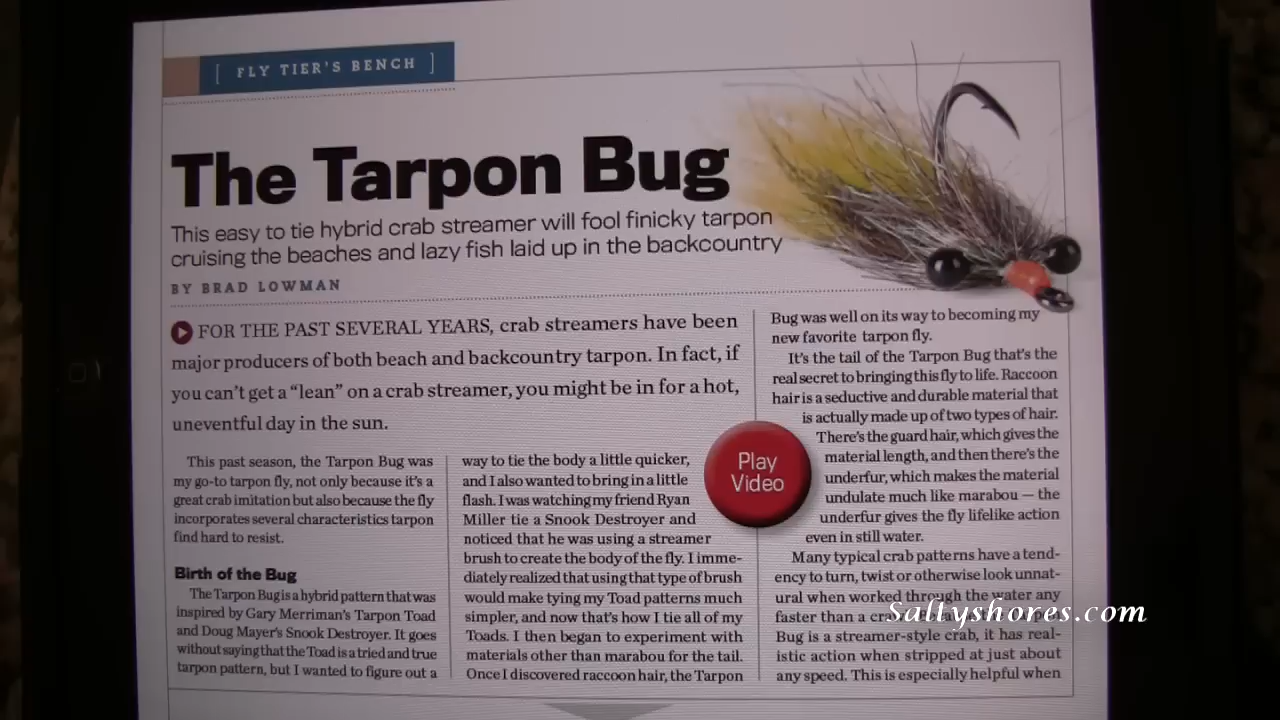 [ FLY TIER'S BENCH ]
The Tarpon Bug
This easy to tie hybrid crab streamer will fool finicky tarpon
cruising the beaches and lazy fish laid up in the backcountry
BY BRAD LOWMAN
FOR THE PAST SEVERAL YEARS, crab streamers have been
major producers of both beach and backcountry tarpon. In fact, if
you can't get a “lean” on a crab streamer, you might be in for a hot,
uneventful day in the sun.
This past season, the Tarpon Bug was
my go-to tarpon fly, not only because it's a
great crab imitation but also because the fly
incorporates several characteristics tarpon
find hard to resist.
Birth of the Bug
The Tarpon Bug is a hybrid pattern that was
inspired by Gary Merriman's Tarpon Toad
and Doug Mayer's Snook Destroyer. It goes
without saying that the Toad is a tried and true
tarpon pattern, but I wanted to figure out a
way to tie the body a little quicker,
and I also wanted to bring in a little
flash. I was watching my friend Ryan
Miller tie a Snook Destroyer and
noticed that he was using a streamer
brush to create the body of the fly. I imme-
diately realized that using that type of brush
would make tying my Toad patterns much
simpler, and now that's how I tie all of my
Toads. I then began to experiment with
materials other than marabou for the tail.
Once I discovered raccoon hair, the Tarpon
Play
Video
Bug was well on its way to becoming my
new favorite tarpon fly.
It's the tail of the Tarpon Bug that's the
real secret to bringing this fly to life. Raccoon
hair is a seductive and durable material that
is actually made up of two types of hair.
There's the guard hair, which gives the
material length, and then there's the
underfur, which makes the material
undulate much like marabou — the
underfur gives the fly lifelike action
even in still water.
Many typical crab patterns have a tend-
ency to turn, twist or otherwise look unnat-
ural when worked through the water any
faster than a
Bug is a streamer-style crab, it has real-
istic action when stripped at just about
any speed. This is especially helpful when
Sallyshores.com